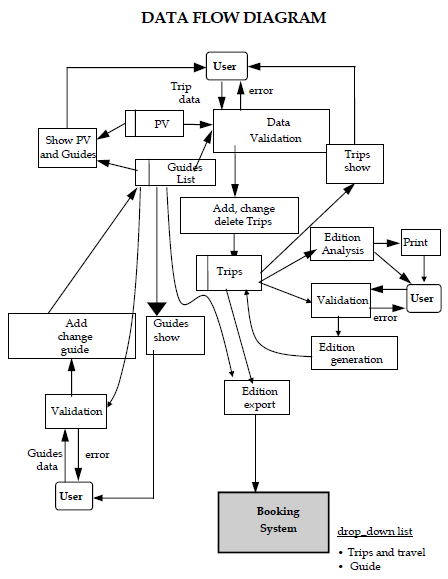 DATA FLOW DIAGRAM
User
Trip
data
error
PV
Data
Validation
Show PV
and Guides
Guides
List
Trips
show
Add, change
delete Trips
Edition
Analysis
Print
Trips
Validation
User
error
Add
change
guide
Guides
show
Edition
generation
Edition
export
Validation
Guides
data
error
User
Booking
System
drop_down list
• Trips and travel
• Guide